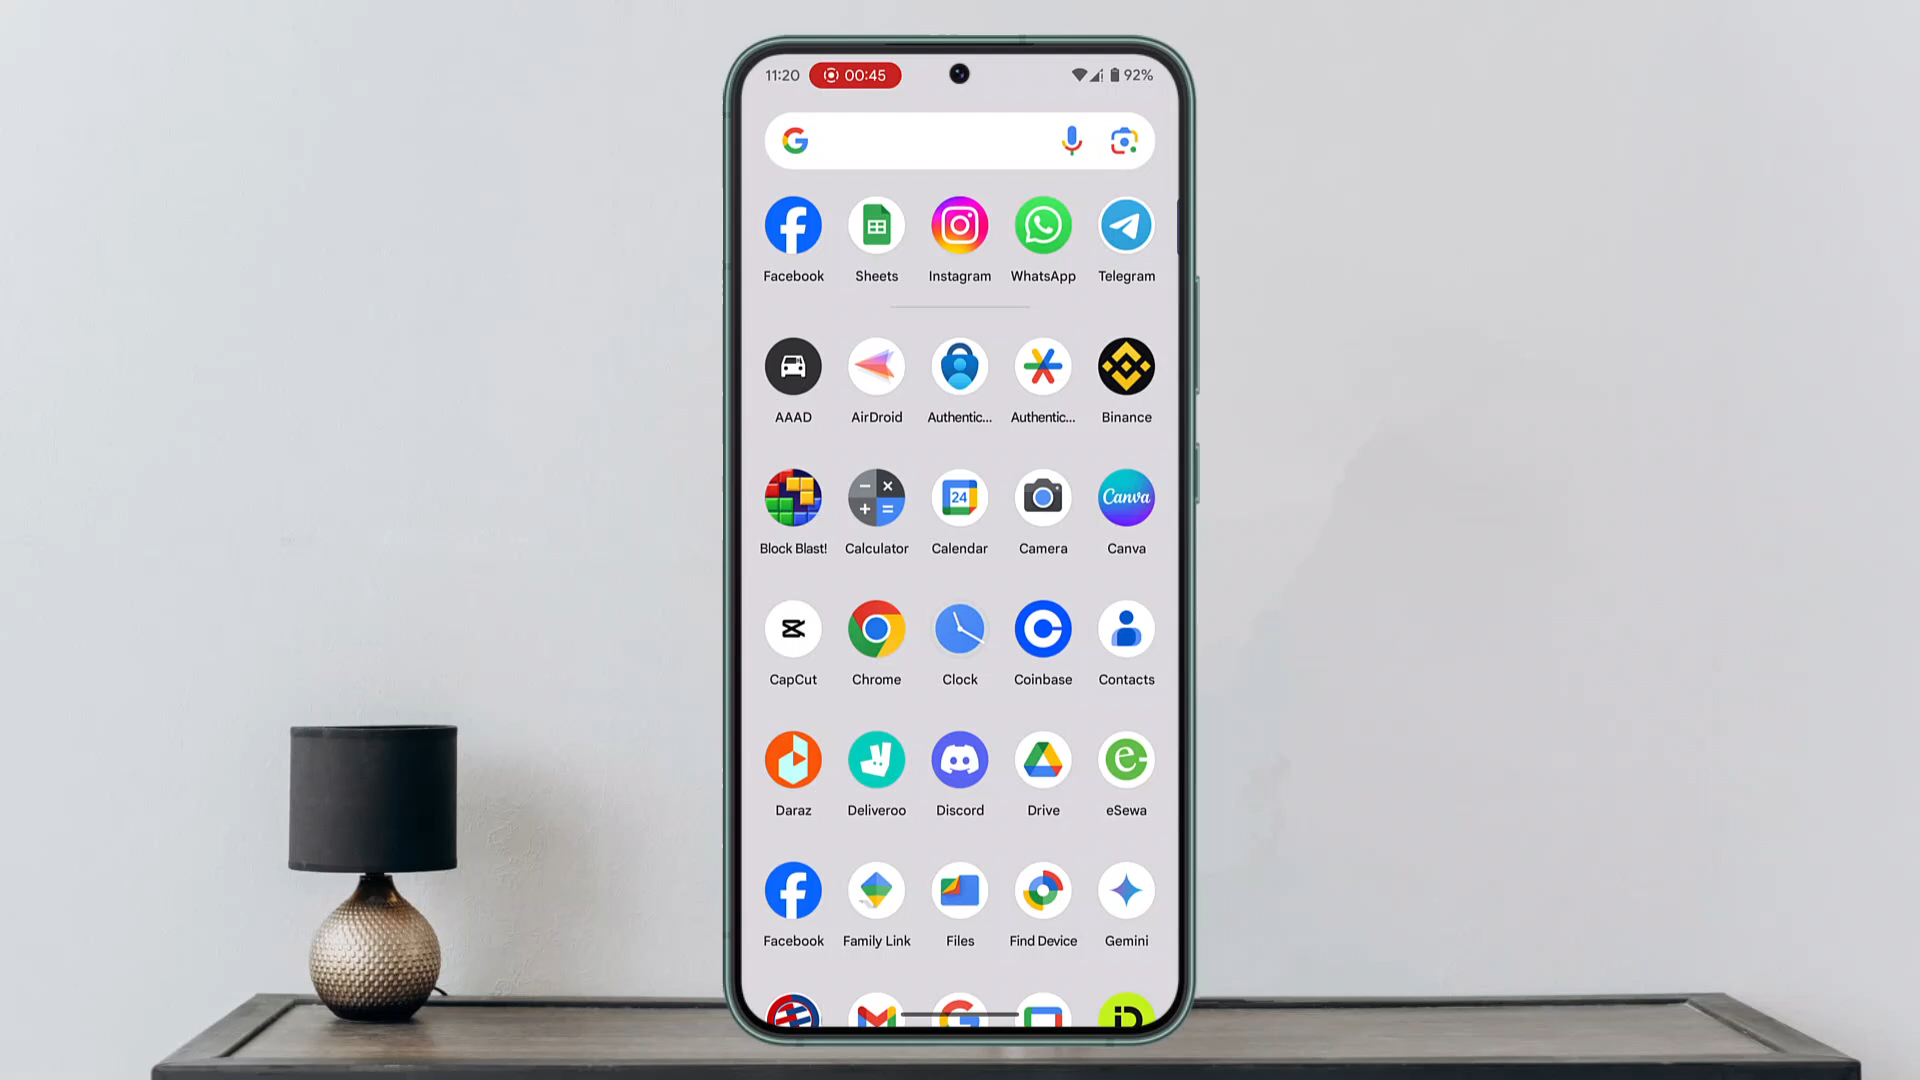 11:20 00:45 92%
Facebook Sheets Instagram WhatsApp Telegram
AAAD AirDroid Authentic... Authentic... Binance
24 Canva
Block Blast! Calculator Calendar Camera Canva
CapCut Chrome Clock Coinbase Contacts
Daraz Deliveroo Discord Drive eSewa
Facebook Family Link Files Find Device Gemini